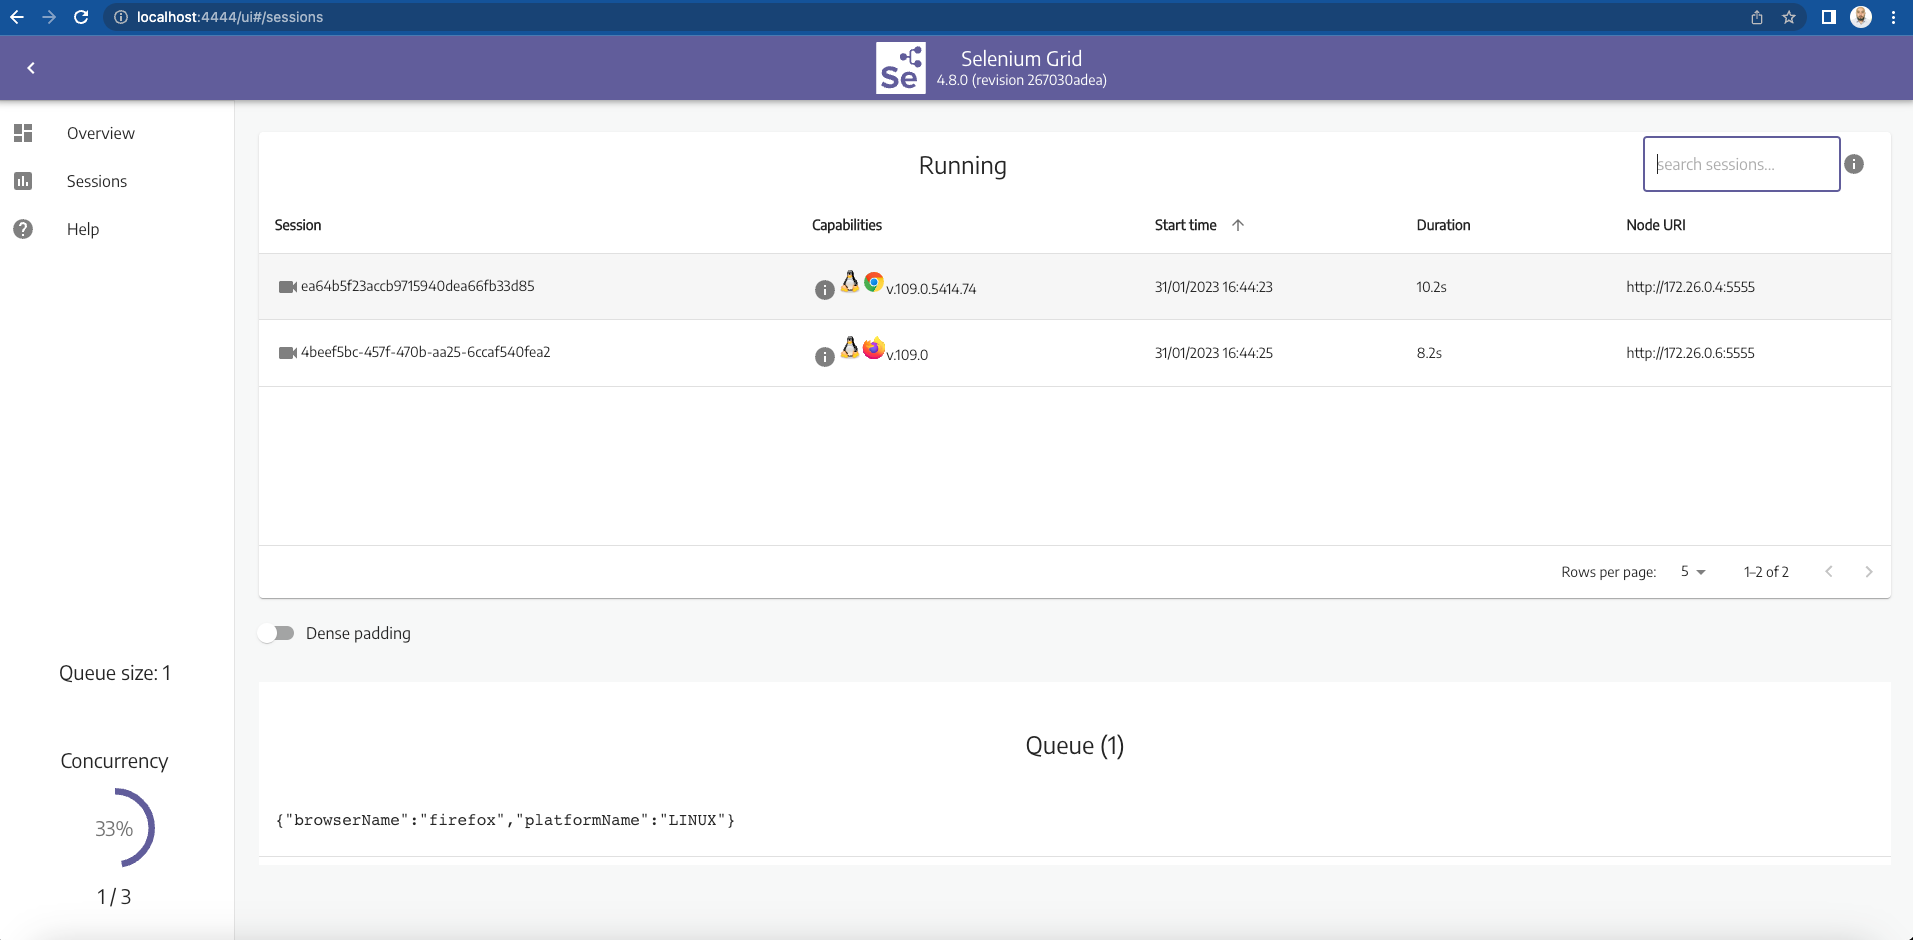 localhost:4444/ui#/sessions
Se
Selenium Grid
4.8.0 (revision 267030adea)
Overview
Sessions
Help
Running
search sessions...
Session Capabilities Start time Duration Node URI
ea64b5f23accb9715940dea66fb33d85 v.109.0.5414.74 31/01/2023 16:44:23 10.2s http://172.26.0.4:5555
4beef5bc-457f-470b-aa25-6ccaf540fea2 v.109.0 31/01/2023 16:44:25 8.2s http://172.26.0.6:5555
Rows per page: 5 1–2 of 2
Dense padding
Queue size: 1
Queue (1)
{"browserName":"firefox","platformName":"LINUX"}
Concurrency
33%
1 / 3